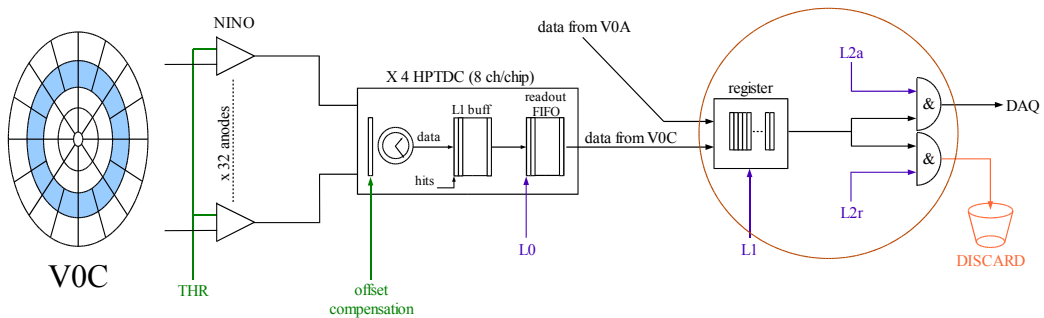 NINO
data from V0A
X 4 HPTDC (8 ch/chip)
L2a
L1 buff
readout
FIFO
register
&
DAQ
data
data from V0C
x 32 anodes
hits
&
L2r
V0C
L0
L1
DISCARD
THR
offset
compensation